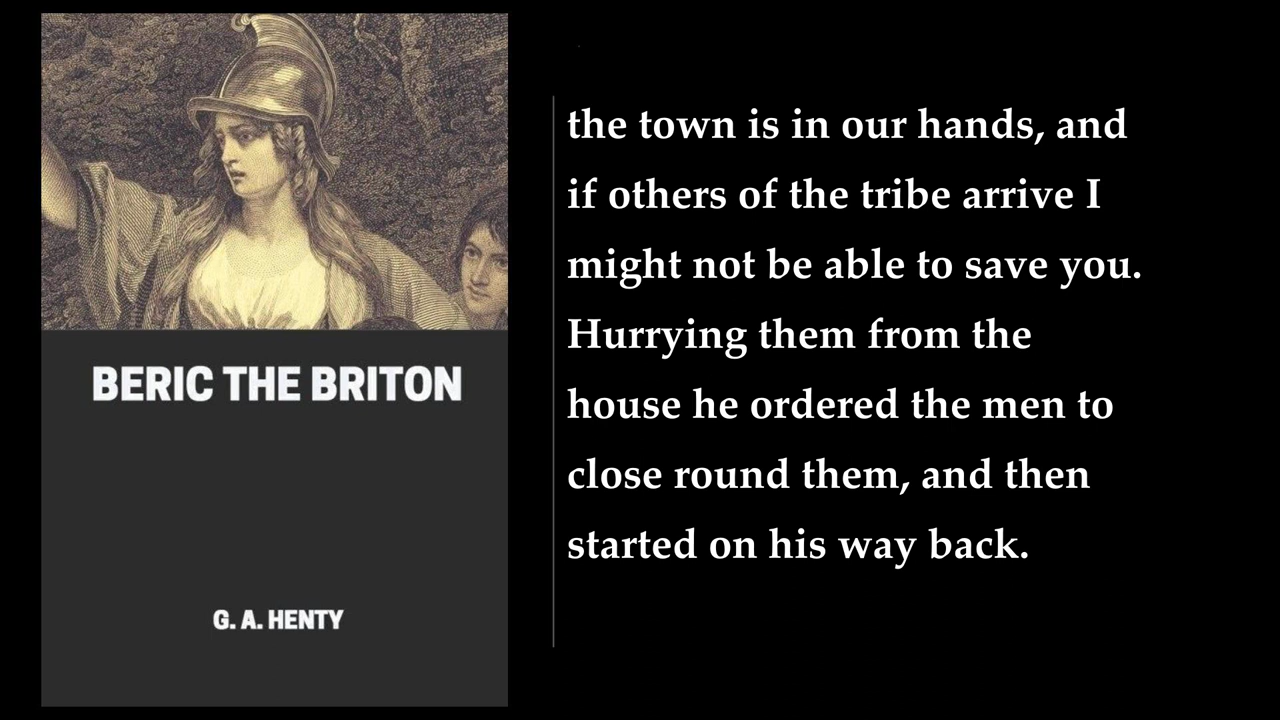 BERIC THE BRITON
G. A. HENTY
the town is in our hands, and
if others of the tribe arrive I
might not be able to save you.
Hurrying them from the
house he ordered the men to
close round them, and then
started on his way back.